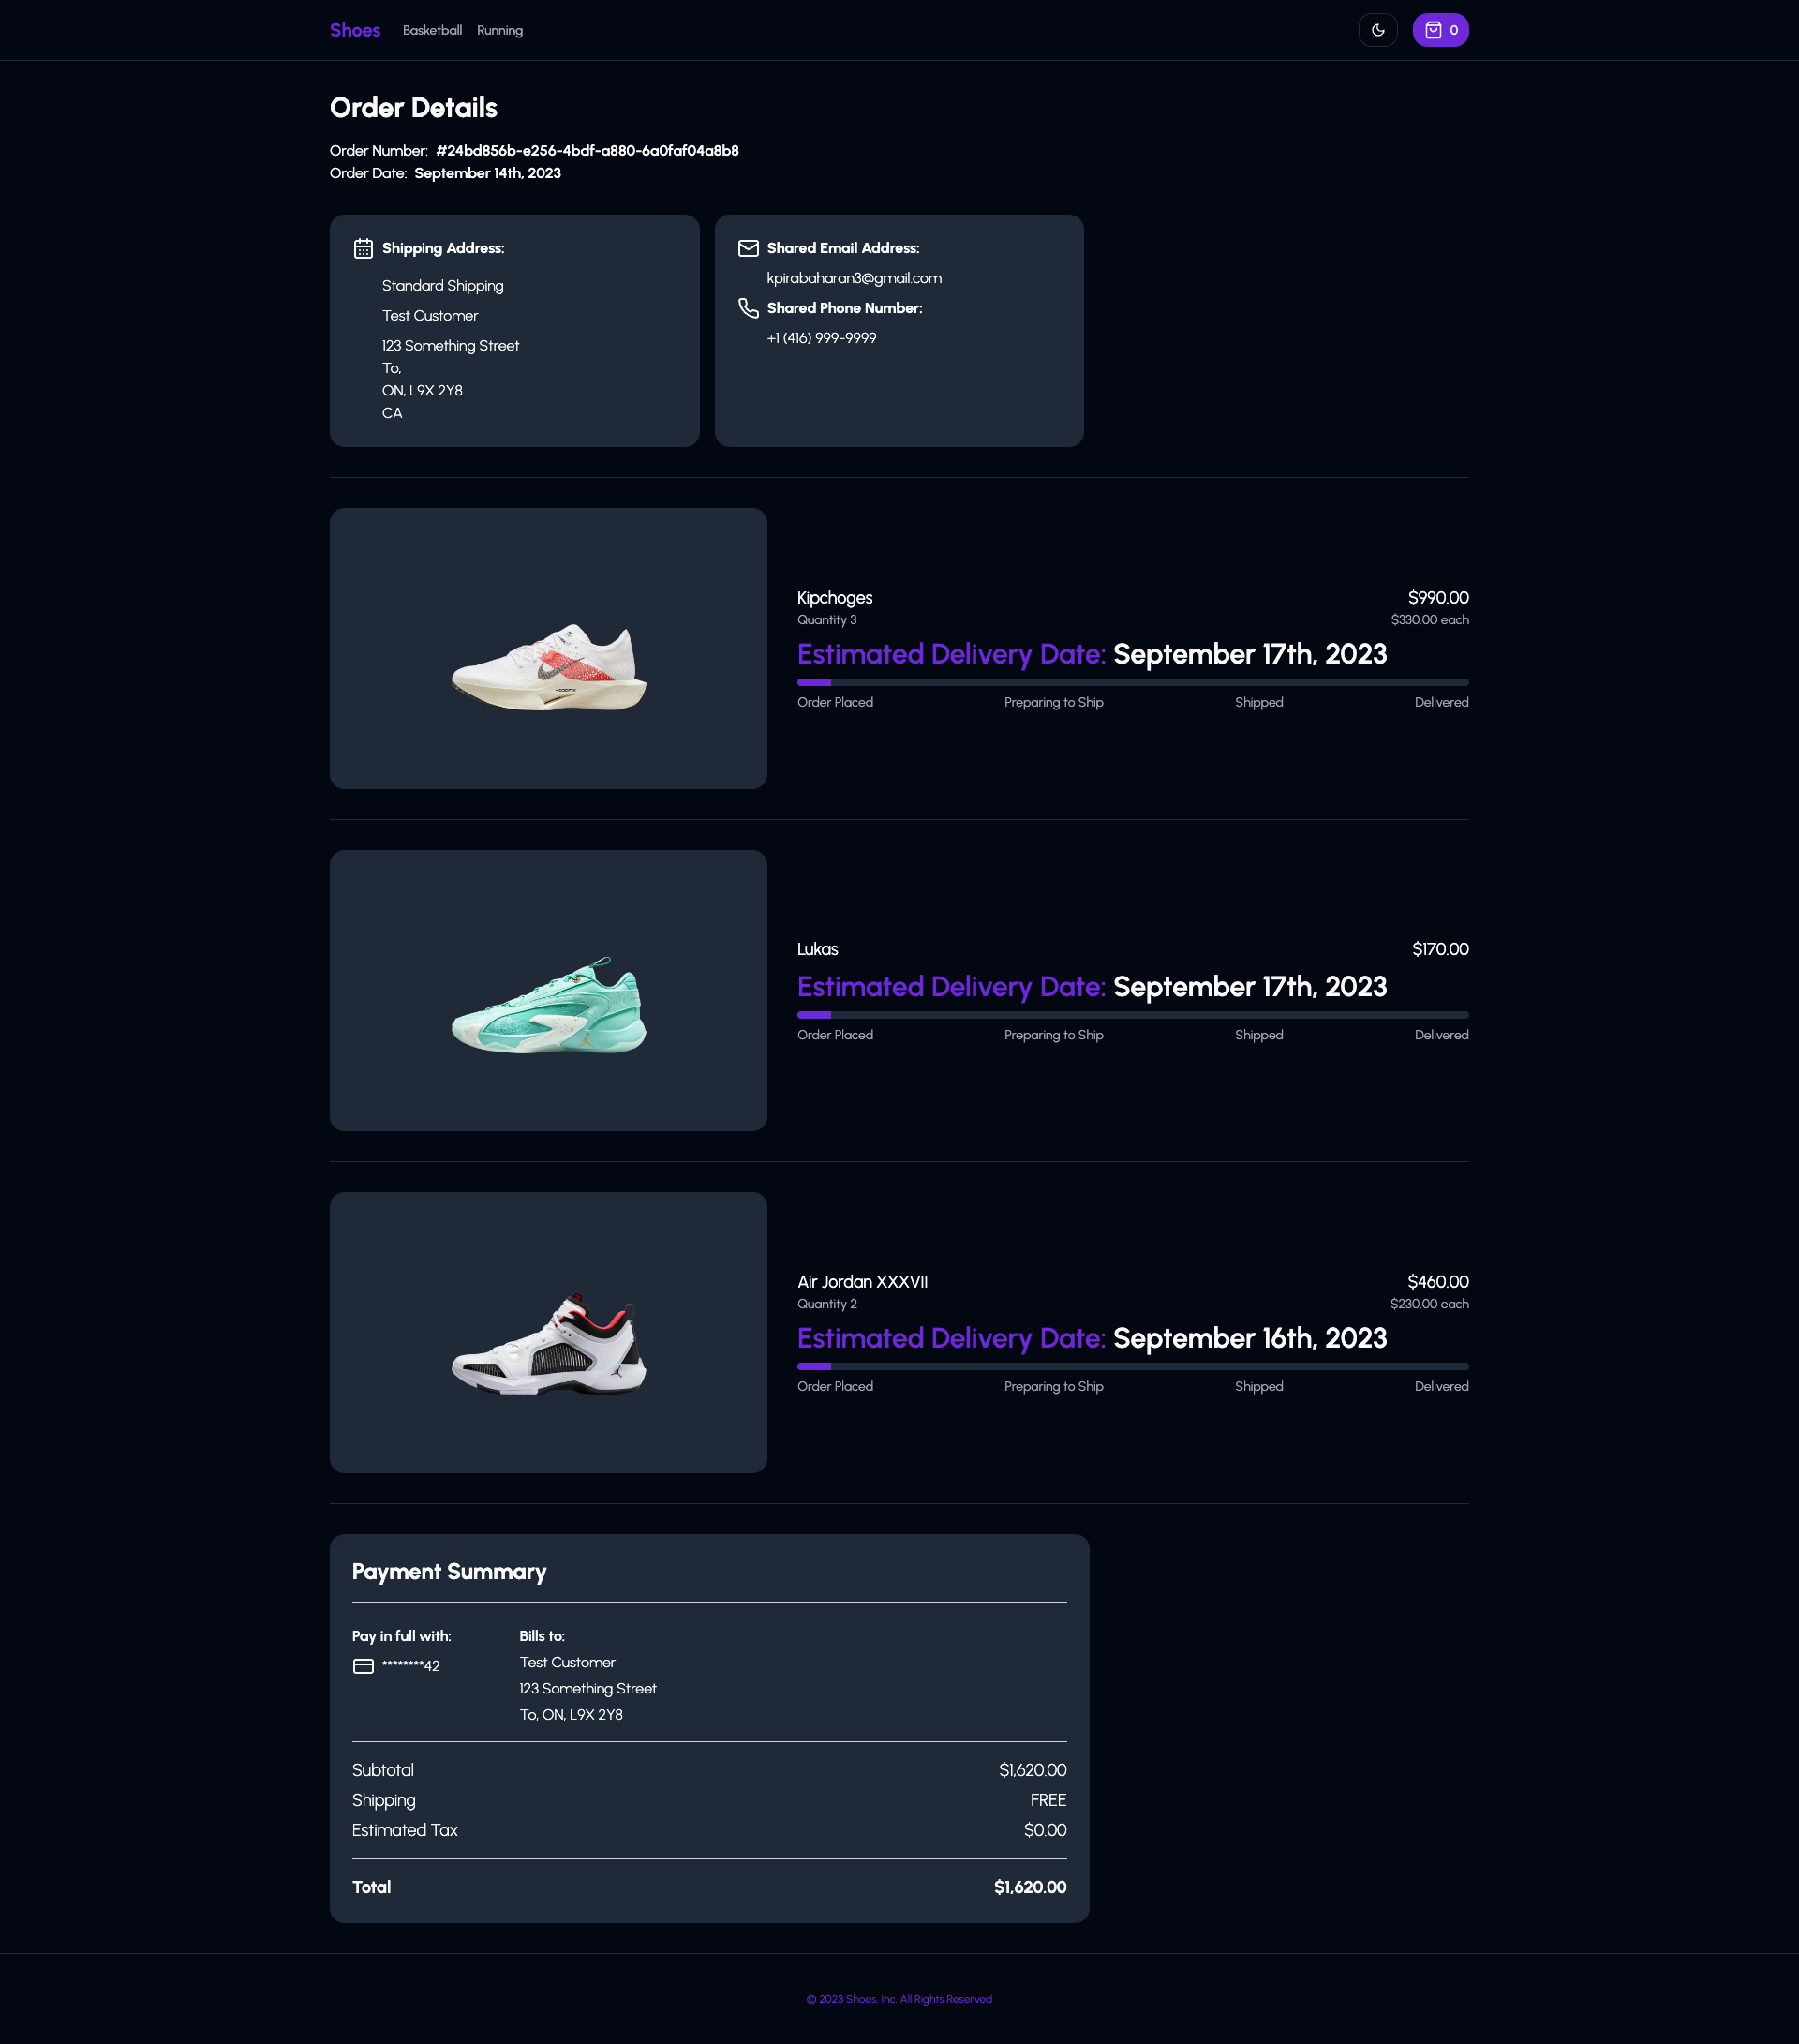 Shoes Basketball Running 0
Order Details
Order Number: #24bd856b-e256-4bdf-a880-6a0faf04a8b8
Order Date: September 14th, 2023
Shipping Address:
Standard Shipping
Test Customer
123 Something Street
To,
ON, L9X 2Y8
CA
Shared Email Address:
kpirabaharan3@gmail.com
Shared Phone Number:
+1 (416) 999-9999
Kipchoges $990.00
Quantity 3 $330.00 each
Estimated Delivery Date: September 17th, 2023
Order Placed Preparing to Ship Shipped Delivered
Lukas $170.00
Estimated Delivery Date: September 17th, 2023
Order Placed Preparing to Ship Shipped Delivered
Air Jordan XXXVII $460.00
Quantity 2 $230.00 each
Estimated Delivery Date: September 16th, 2023
Order Placed Preparing to Ship Shipped Delivered
Payment Summary
Pay in full with:
********42
Bills to:
Test Customer
123 Something Street
To, ON, L9X 2Y8
Subtotal $1,620.00
Shipping FREE
Estimated Tax $0.00
Total $1,620.00
© 2023 Shoes, Inc. All Rights Reserved